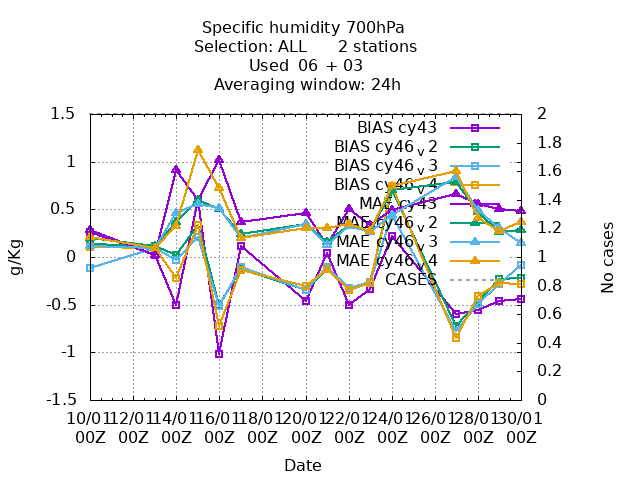 Specific humidity 700hPa
Selection: ALL 2 stations
Used 06 + 03
Averaging window: 24h
1.5
1
0.5
0
-0.5
-1
-1.5
g/Kg
2
1.8
1.6
1.4
1.2
1
0.8
0.6
0.4
0.2
0
No cases
BIAS cy43
BIAS cy46_v2
BIAS cy46_v3
BIAS cy46_v4
MAE cy43
MAE cy46_v2
MAE cy46_v3
MAE cy46_v4
CASES
10/01 12/01 14/01 16/01 18/01 20/01 22/01 24/01 26/01 28/01 30/01
00Z 00Z 00Z 00Z 00Z 00Z 00Z 00Z 00Z 00Z 00Z
Date